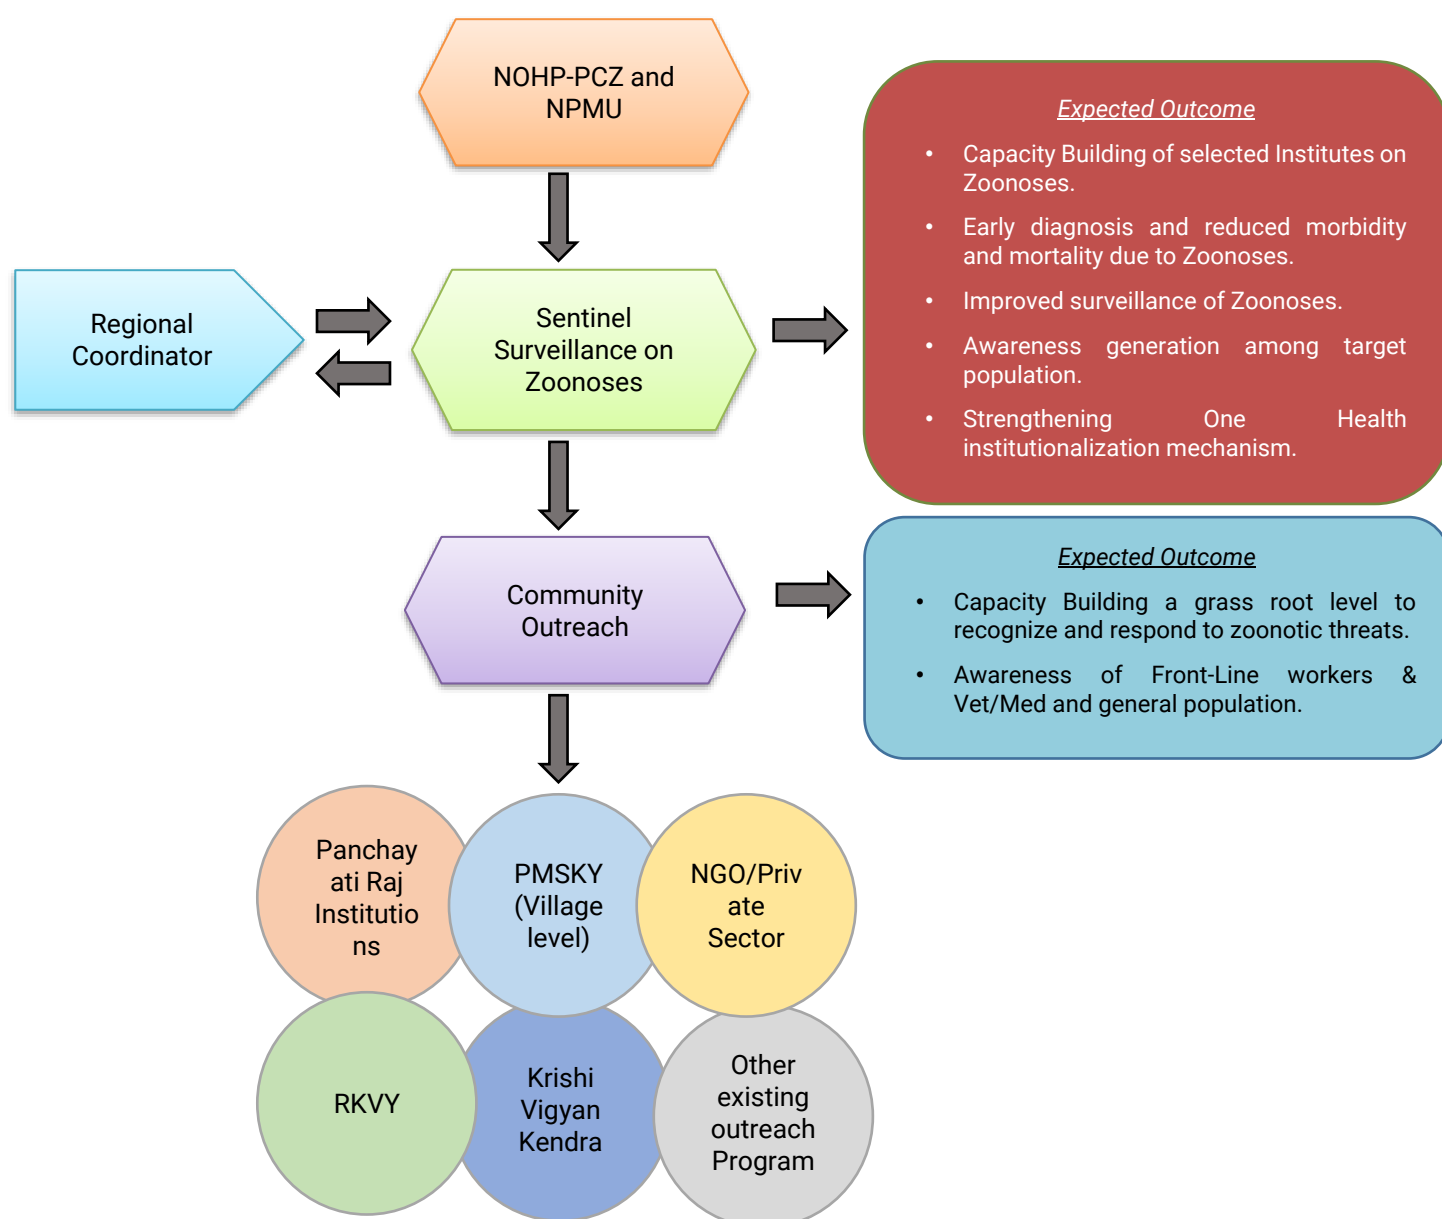 NOHP-PCZ and
NPMU
Expected Outcome
• Capacity Building of selected Institutes on
Zoonoses.
• Early diagnosis and reduced morbidity
and mortality due to Zoonoses.
• Improved surveillance of Zoonoses.
• Awareness generation among target
population.
• Strengthening One Health
institutionalization mechanism.
Regional
Coordinator
Sentinel
Surveillance on
Zoonoses
Community
Outreach
Expected Outcome
• Capacity Building a grass root level to
recognize and respond to zoonotic threats.
• Awareness of Front-Line workers &
Vet/Med and general population.
Panchay
ati Raj
Institutio
ns
PMSKY
(Village
level)
NGO/Priv
ate
Sector
RKVY
Krishi
Vigyan
Kendra
Other
existing
outreach
Program